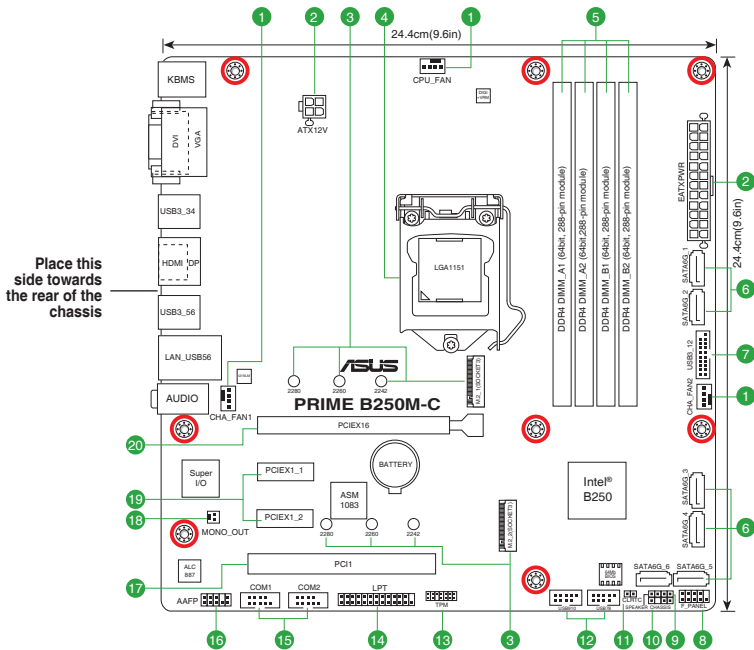 1
2
3
4
1
5
24.4cm(9.6in)
KBMS
CPU_FAN
DIGI
+VRM
ATX12V
DVI
VGA
EATXPWR
2
24.4cm(9.6in)
DDR4 DIMM_A1 (64bit, 288-pin module)
DDR4 DIMM_A2 (64bit,288-pin module)
DDR4 DIMM_B1 (64bit, 288-pin module)
DDR4 DIMM_B2 (64bit, 288-pin module)
USB3_34
Place this
side towards
the rear of the
chassis
HDMI
DP
LGA1151
SATA6G_1
SATA6G_2
6
USB3_56
LAN_USB56
USB3_12
7
1
ASUS
2280
2260
2242
M.2_1(SOCKET3)
AUDIO
CHA_FAN1
PRIME B250M-C
CHA_FAN2
1
20
PCIEX16
Super
I/O
BATTERY
Intel®
B250
19
PCIEX1_1
ASM
1083
SATA6G_3
18
MONO_OUT
PCIEX1_2
2280
2260
2242
M.2_2(SOCKET3)
SATA6G_4
6
17
ALC
887
PCI1
64Mb
BIOS
SATA6G_6
SATA6G_5
AAFP
COM1
COM2
LPT
TPM
CLRTC
SPEAKER
CHASSIS
F_PANEL
16
15
14
13
3
12
11
10
9
8